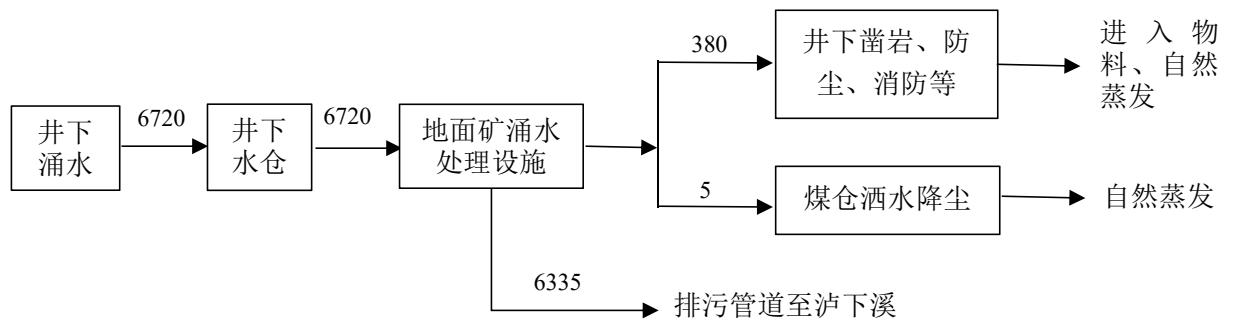 井下
涌水
6720
井下
水仓
6720
地面矿涌水
处理设施
380
井下凿岩、防
尘、消防等
进入物
料、自然
蒸发
5
煤仓洒水降尘
自然蒸发
6335
排污管道至泸下溪